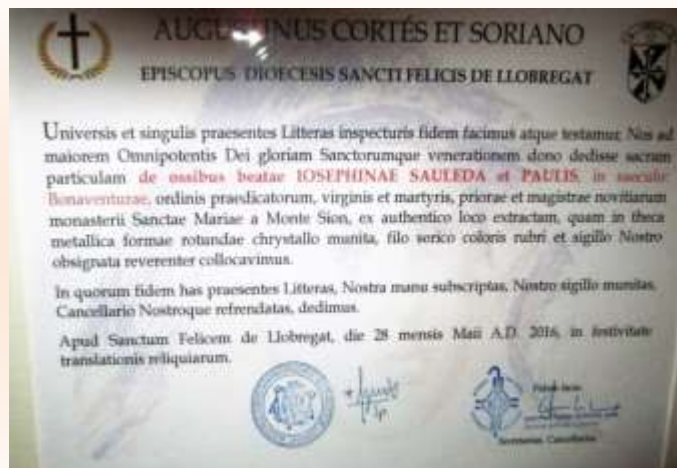 AUGUSTINUS CORTÉS ET SORIANO
EPISCOPUS DIOECESIS SANCTI FELICIS DE LLOBREGAT
Universis et singulis praesentes Litteras inspecturis fidem facimus atque testamur, Nos ad
maiorem Omnipotentis Dei gloriam Sanctorumque venerationem dono dedisse sacram
particulam de ossibus beatae IOSEPHINAE SAULEDA et PAULIS, in saeculis
Bonaventurae, ordinis praedicatorum, virginis et martyris, priorae et magistrae novitiarum
monasterii Sanctae Mariae a Monte Sion, ex authentico loco extractam, quam in theca
metallica formae rotundae chrystallo munita, filo serico coloris rubri et sigillo Nostro
obsignata reverenter collocavimus.
In quorum fidem has praesentes Litteras, Nostra manu subscriptas, Nostro sigillo munitas,
Cancellario Nostroque refrendatas, dedimus.
Apud Sanctum Felicem de Llobregat, die 28 mensis Maii A.D. 2016, in festivitate
translationis reliquiarum.